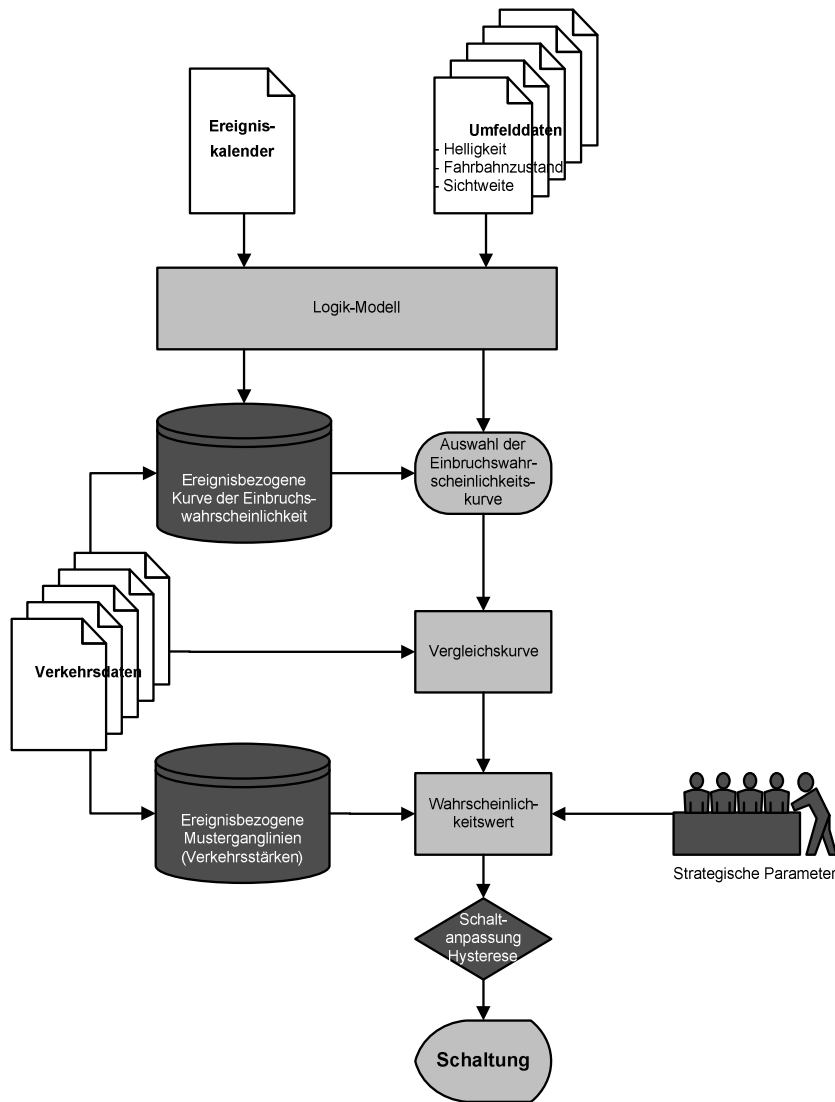 Ereignis-
kalender
Umfelddaten
- Helligkeit
- Fahrbahnzustand
- Sichtweite
Logik-Modell
Ereignisbezogene
Kurve der Einbruchs-
wahrscheinlichkeit
Auswahl der
Einbruchswahr-
scheinlichkeits-
kurve
Verkehrsdaten
Vergleichskurve
Ereignisbezogene
Musterganglinien
(Verkehrsstärken)
Wahrscheinlich-
keitswert
Strategische Parameter
Schalt-
anpassung
Hysterese
Schaltung